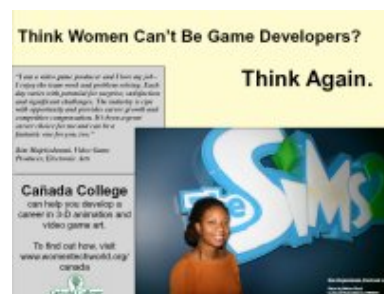 Think Women Can't Be Game Developers?
Think Again.
"I am a video game producer and I love my job–
I enjoy the team work and problem solving. Each
day varies with potential for surprise, satisfaction
and significant challenges. The industry is ripe
with opportunity and provides career growth and
competitive compensation. It's been a great
career choice for me and can be a
fantastic one for you, too."
Video Game
Producer, Electronic Arts
Cañada College
can help you develop a
career in 3-D animation and
video game art.
To find out how, visit
www.womentechworld.org/
canada
the SIMS